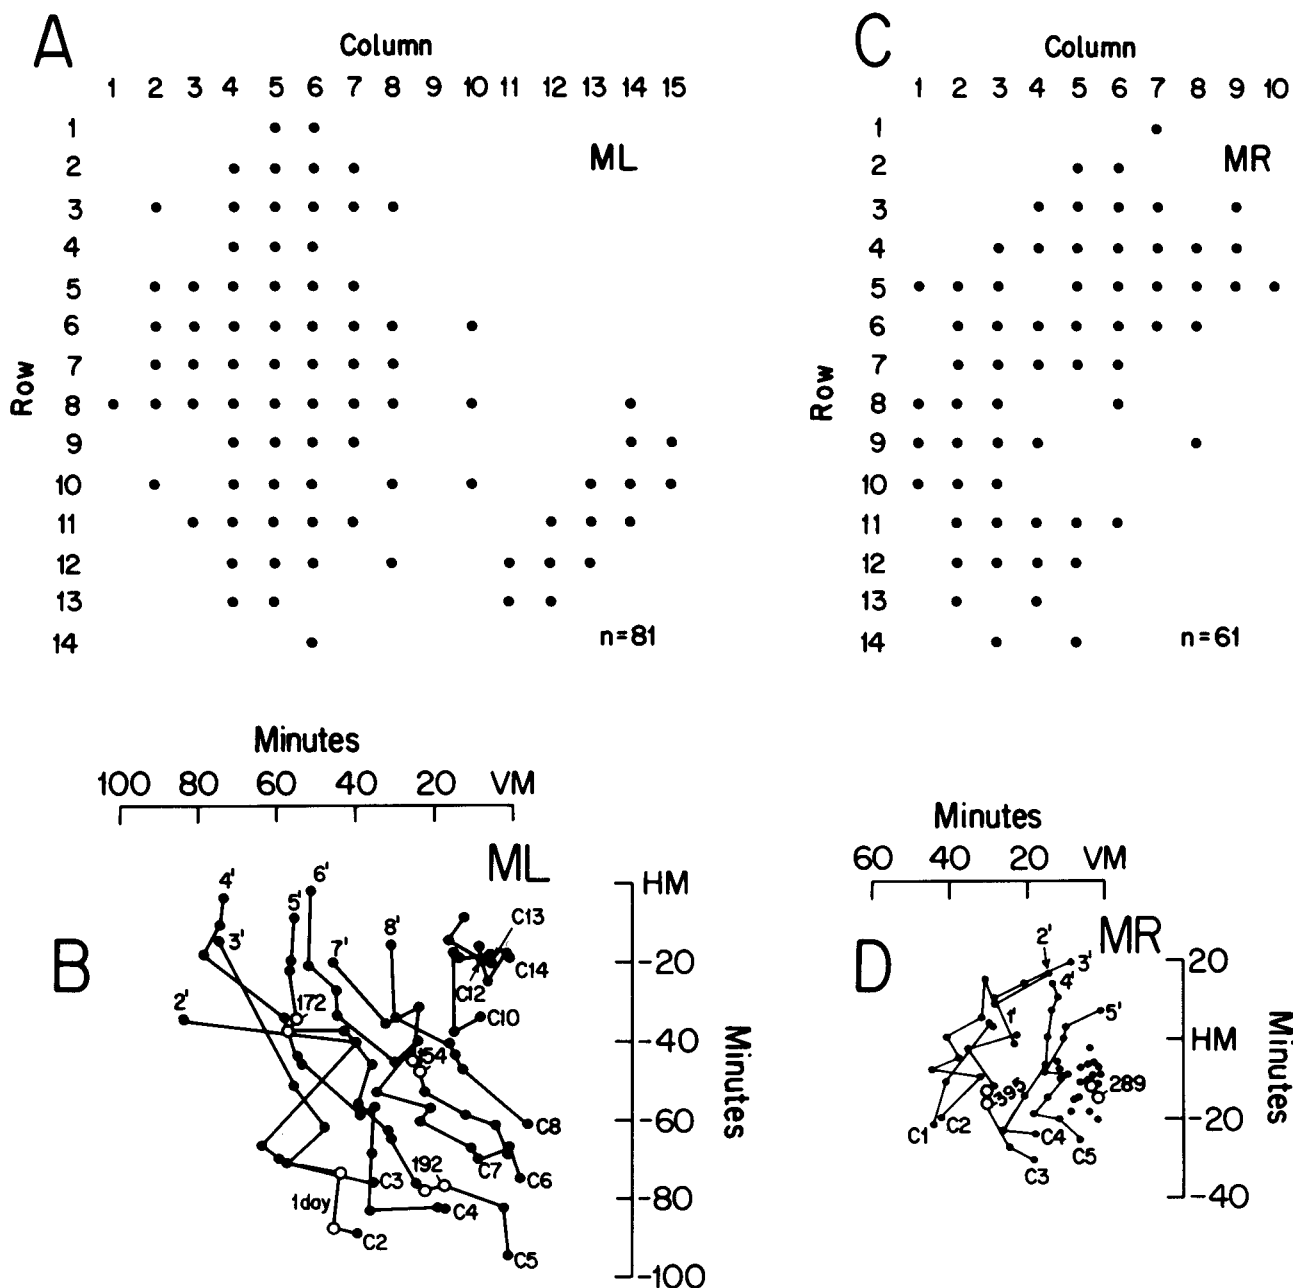 A
Column
1 2 3 4 5 6 7 8 9 10 11 12 13 14 15
Row
1
2
3
4
5
6
7
8
9
10
11
12
13
14
ML
n=81
C
Column
1 2 3 4 5 6 7 8 9 10
Row
1
2
3
4
5
6
7
8
9
10
11
12
13
14
MR
n=61
B
Minutes
100 80 60 40 20 VM
ML
HM
-20
-40
-60
-80
-100
Minutes
4'
3'
2'
5'
6'
7'
8'
172
154
192
1day
C13
C14
C12
C10
C8
C7
C6
C3
C4
C2
C5
D
Minutes
60 40 20 VM
MR
20
HM
-20
-40
Minutes
2'
3'
4'
5'
1'
395
289
C1
C2
C4
C5
C3